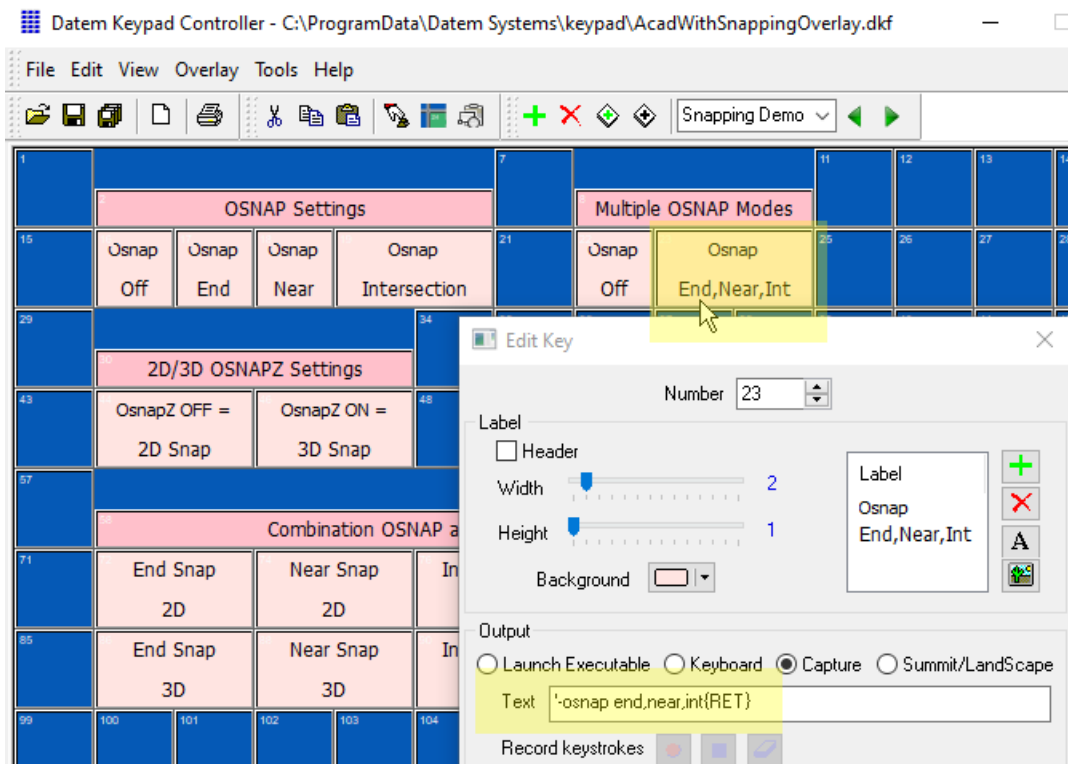 Datem Keypad Controller - C:\ProgramData\Datem Systems\keypad\AcadWithSnappingOverlay.dkf
File Edit View Overlay Tools Help
Snapping Demo
1 7 11 12 13
OSNAP Settings Multiple OSNAP Modes
15 21 25 26 27
Osnap Osnap Osnap Osnap Osnap Osnap
Off End Near Intersection Off End,Near,Int
29 34
2D/3D OSNAPZ Settings
43 48
OsnapZ OFF = OsnapZ ON =
2D Snap 3D Snap
57
Combination OSNAP a
71
End Snap Near Snap In
2D 2D
85
End Snap Near Snap In
3D 3D
99 100 101 102 103 104
Edit Key
Number 23
Label
Header
Width 2
Height 1
Background
Label
Osnap
End,Near,Int
A
Output
Launch Executable Keyboard Capture Summit/LandScape
Text '-osnap end,near,int{RET}
Record keystrokes